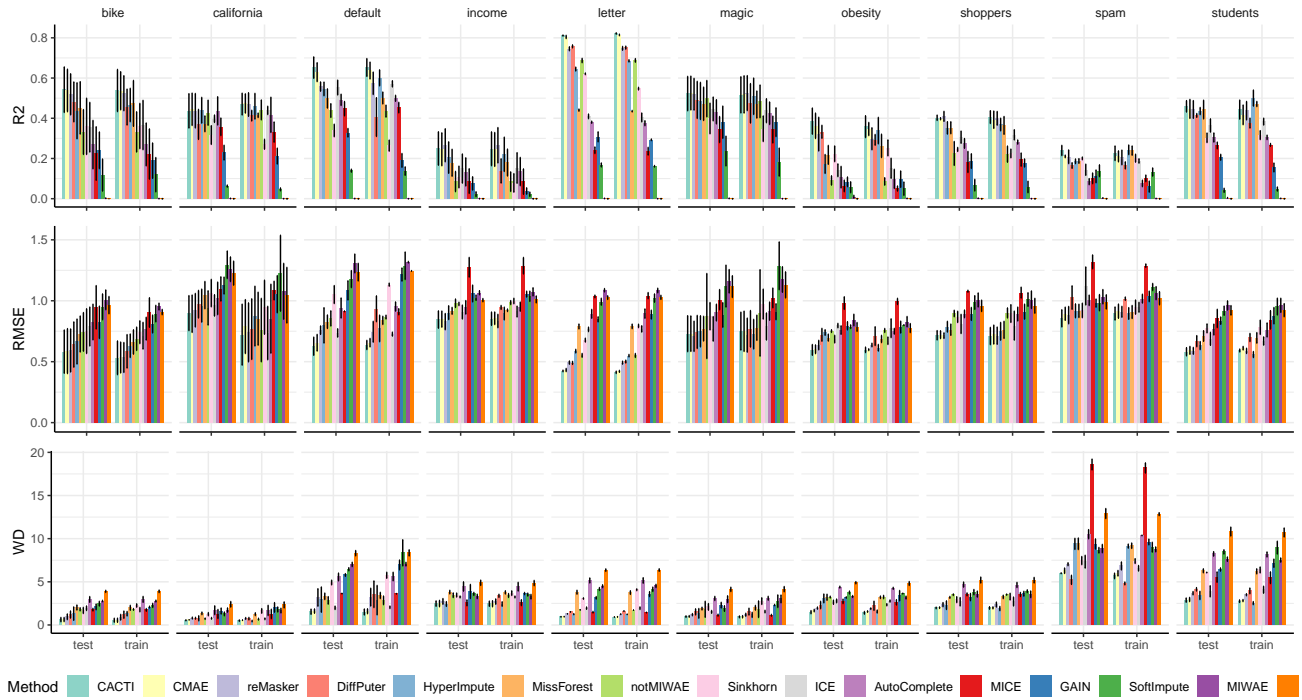 bike california default income letter magic obesity shoppers spam students
0.8
0.6
0.4
0.2
0.0
R2
1.5
1.0
0.5
0.0
RMSE
20
15
10
5
0
WD
test train test train test train test train test train test train test train test train test train test train
Method CACTI CMAE reMasker DiffPuter HyperImpute MissForest notMIWAE Sinkhorn ICE AutoComplete MICE GAIN SoftImpute MIWAE